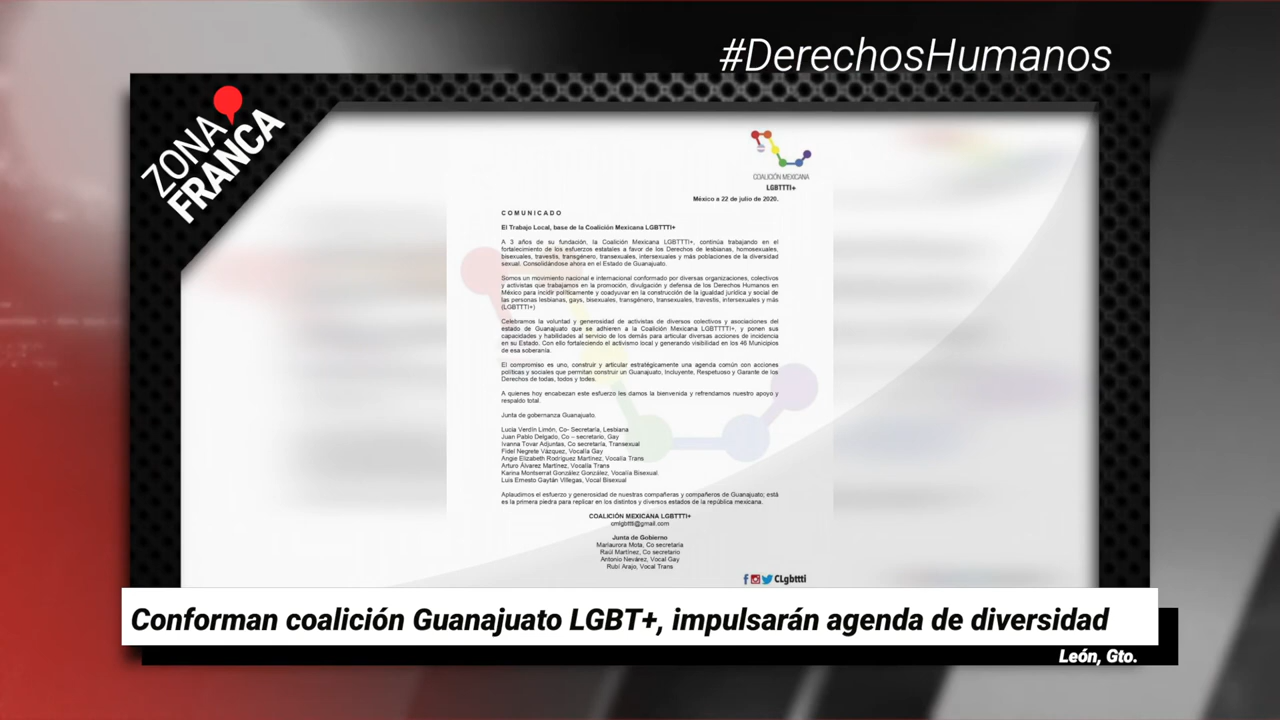 #DerechosHumanos
ZONA
FRANCA
COALICIÓN MEXICANA
LGBTTTI+
México a 22 de julio de 2020.
C O M U N I C A D O
El Trabajo Local, base de la Coalición Mexicana LGBTTTI+
A 3 años de su fundación, la Coalición Mexicana LGBTTTI+, continúa trabajando en el
fortalecimiento de los esfuerzos estatales a favor de los Derechos de lesbianas, homosexuales,
bisexuales, travestis, transgénero, transexuales, intersexuales y más poblaciones de la diversidad
sexual. Consolidándose ahora en el Estado de Guanajuato.
Somos un movimiento nacional e internacional conformado por diversas organizaciones, colectivos
y activistas que trabajamos en la promoción, divulgación y defensa de los Derechos Humanos en
México para incidir políticamente y coadyuvar en la construcción de la igualdad jurídica y social de
las personas lesbianas, gays, bisexuales, transgénero, transexuales, travestis, intersexuales y más
(LGBTTTI+)
Celebramos la voluntad y generosidad de activistas de diversos colectivos y asociaciones del
estado de Guanajuato que se adhieren a la Coalición Mexicana LGBTTTTI+, y ponen sus
capacidades y habilidades al servicio de los demás para articular diversas acciones de incidencia
en su Estado. Con ello fortaleciendo el activismo local y generando visibilidad en los 46 Municipios
de esa soberanía.
El compromiso es uno, construir y articular estratégicamente una agenda común con acciones
políticas y sociales que permitan construir un Guanajuato, Incluyente, Respetuoso y Garante de los
Derechos de todas, todos y todes.
A quienes hoy encabezan este esfuerzo les damos la bienvenida y refrendamos nuestro apoyo y
respaldo total.
Junta de gobernanza Guanajuato.
Lucía Verdín Limón, Co- Secretaría, Lesbiana
Juan Pablo Delgado, Co – secretario, Gay
Ivanna Tovar Adjuntas, Co secretaría, Transexual
Fidel Negrete Vázquez, Vocalía Gay
Angie Elizabeth Rodríguez Martínez, Vocalía Trans
Arturo Álvarez Martínez, Vocalía Trans
Karina Montserrat González González, Vocalía Bisexual
Luis Ernesto Gaytán Villegas, Vocal Bisexual
Aplaudimos el esfuerzo y generosidad de nuestras compañeras y compañeros de Guanajuato; está
es la primera piedra para replicar en los distintos y diversos estados de la república mexicana.
COALICIÓN MEXICANA LGBTTTI+
cmlgbttti@gmail.com
Junta de Gobierno
Mariaurora Mota, Co secretaria
Raúl Martínez, Co secretario
Antonio Nevárez, Vocal Gay
Rubí Arajo, Vocal Trans
CLgbttti
Conforman coalición Guanajuato LGBT+, impulsarán agenda de diversidad
León, Gto.